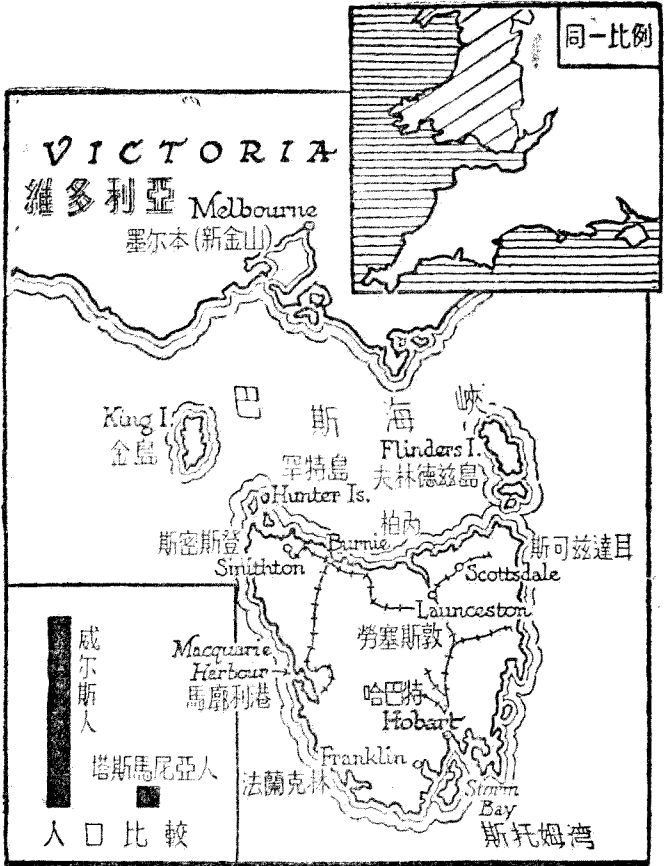 同一比例
VICTORIA
維多利亞
Melbourne
墨尔本(新金山)
巴斯海峽
King I.
金島
Flinders I.
夫林德兹島
罕特島
Hunter Is.
柏內
Burnie
斯密斯登
Smithton
斯可兹達耳
Scottsdale
Launceston
勞塞斯敦
Macquarie
Harbour
馬廓利港
哈巴特
Hobart
Franklin
法蘭克林
Storm
Bay
斯托姆湾
威尔斯人
塔斯馬尼亞人
人口比較